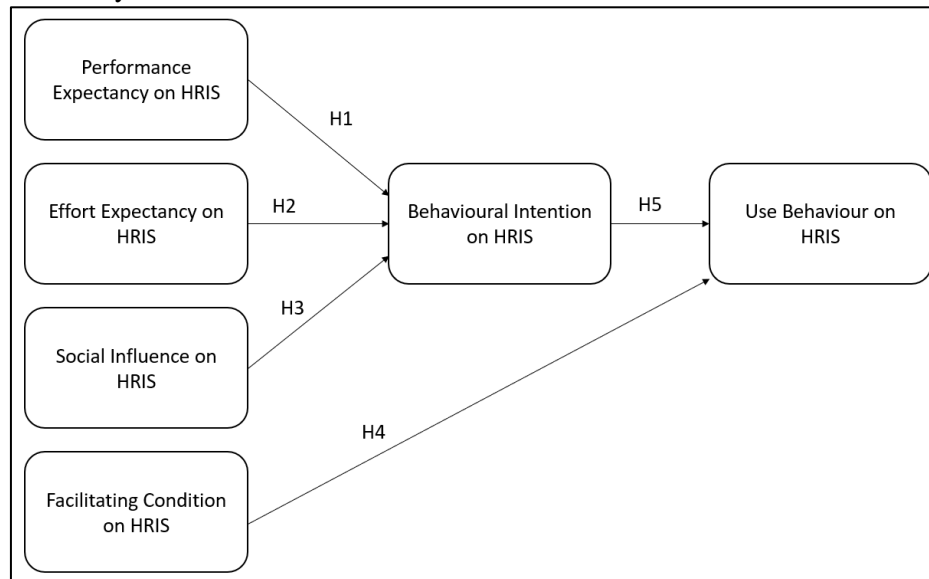 Performance
Expectancy on HRIS
H1
Effort Expectancy on
HRIS
H2
Behavioural Intention
on HRIS
H5
Use Behaviour on
HRIS
H3
Social Influence on
HRIS
H4
Facilitating Condition
on HRIS